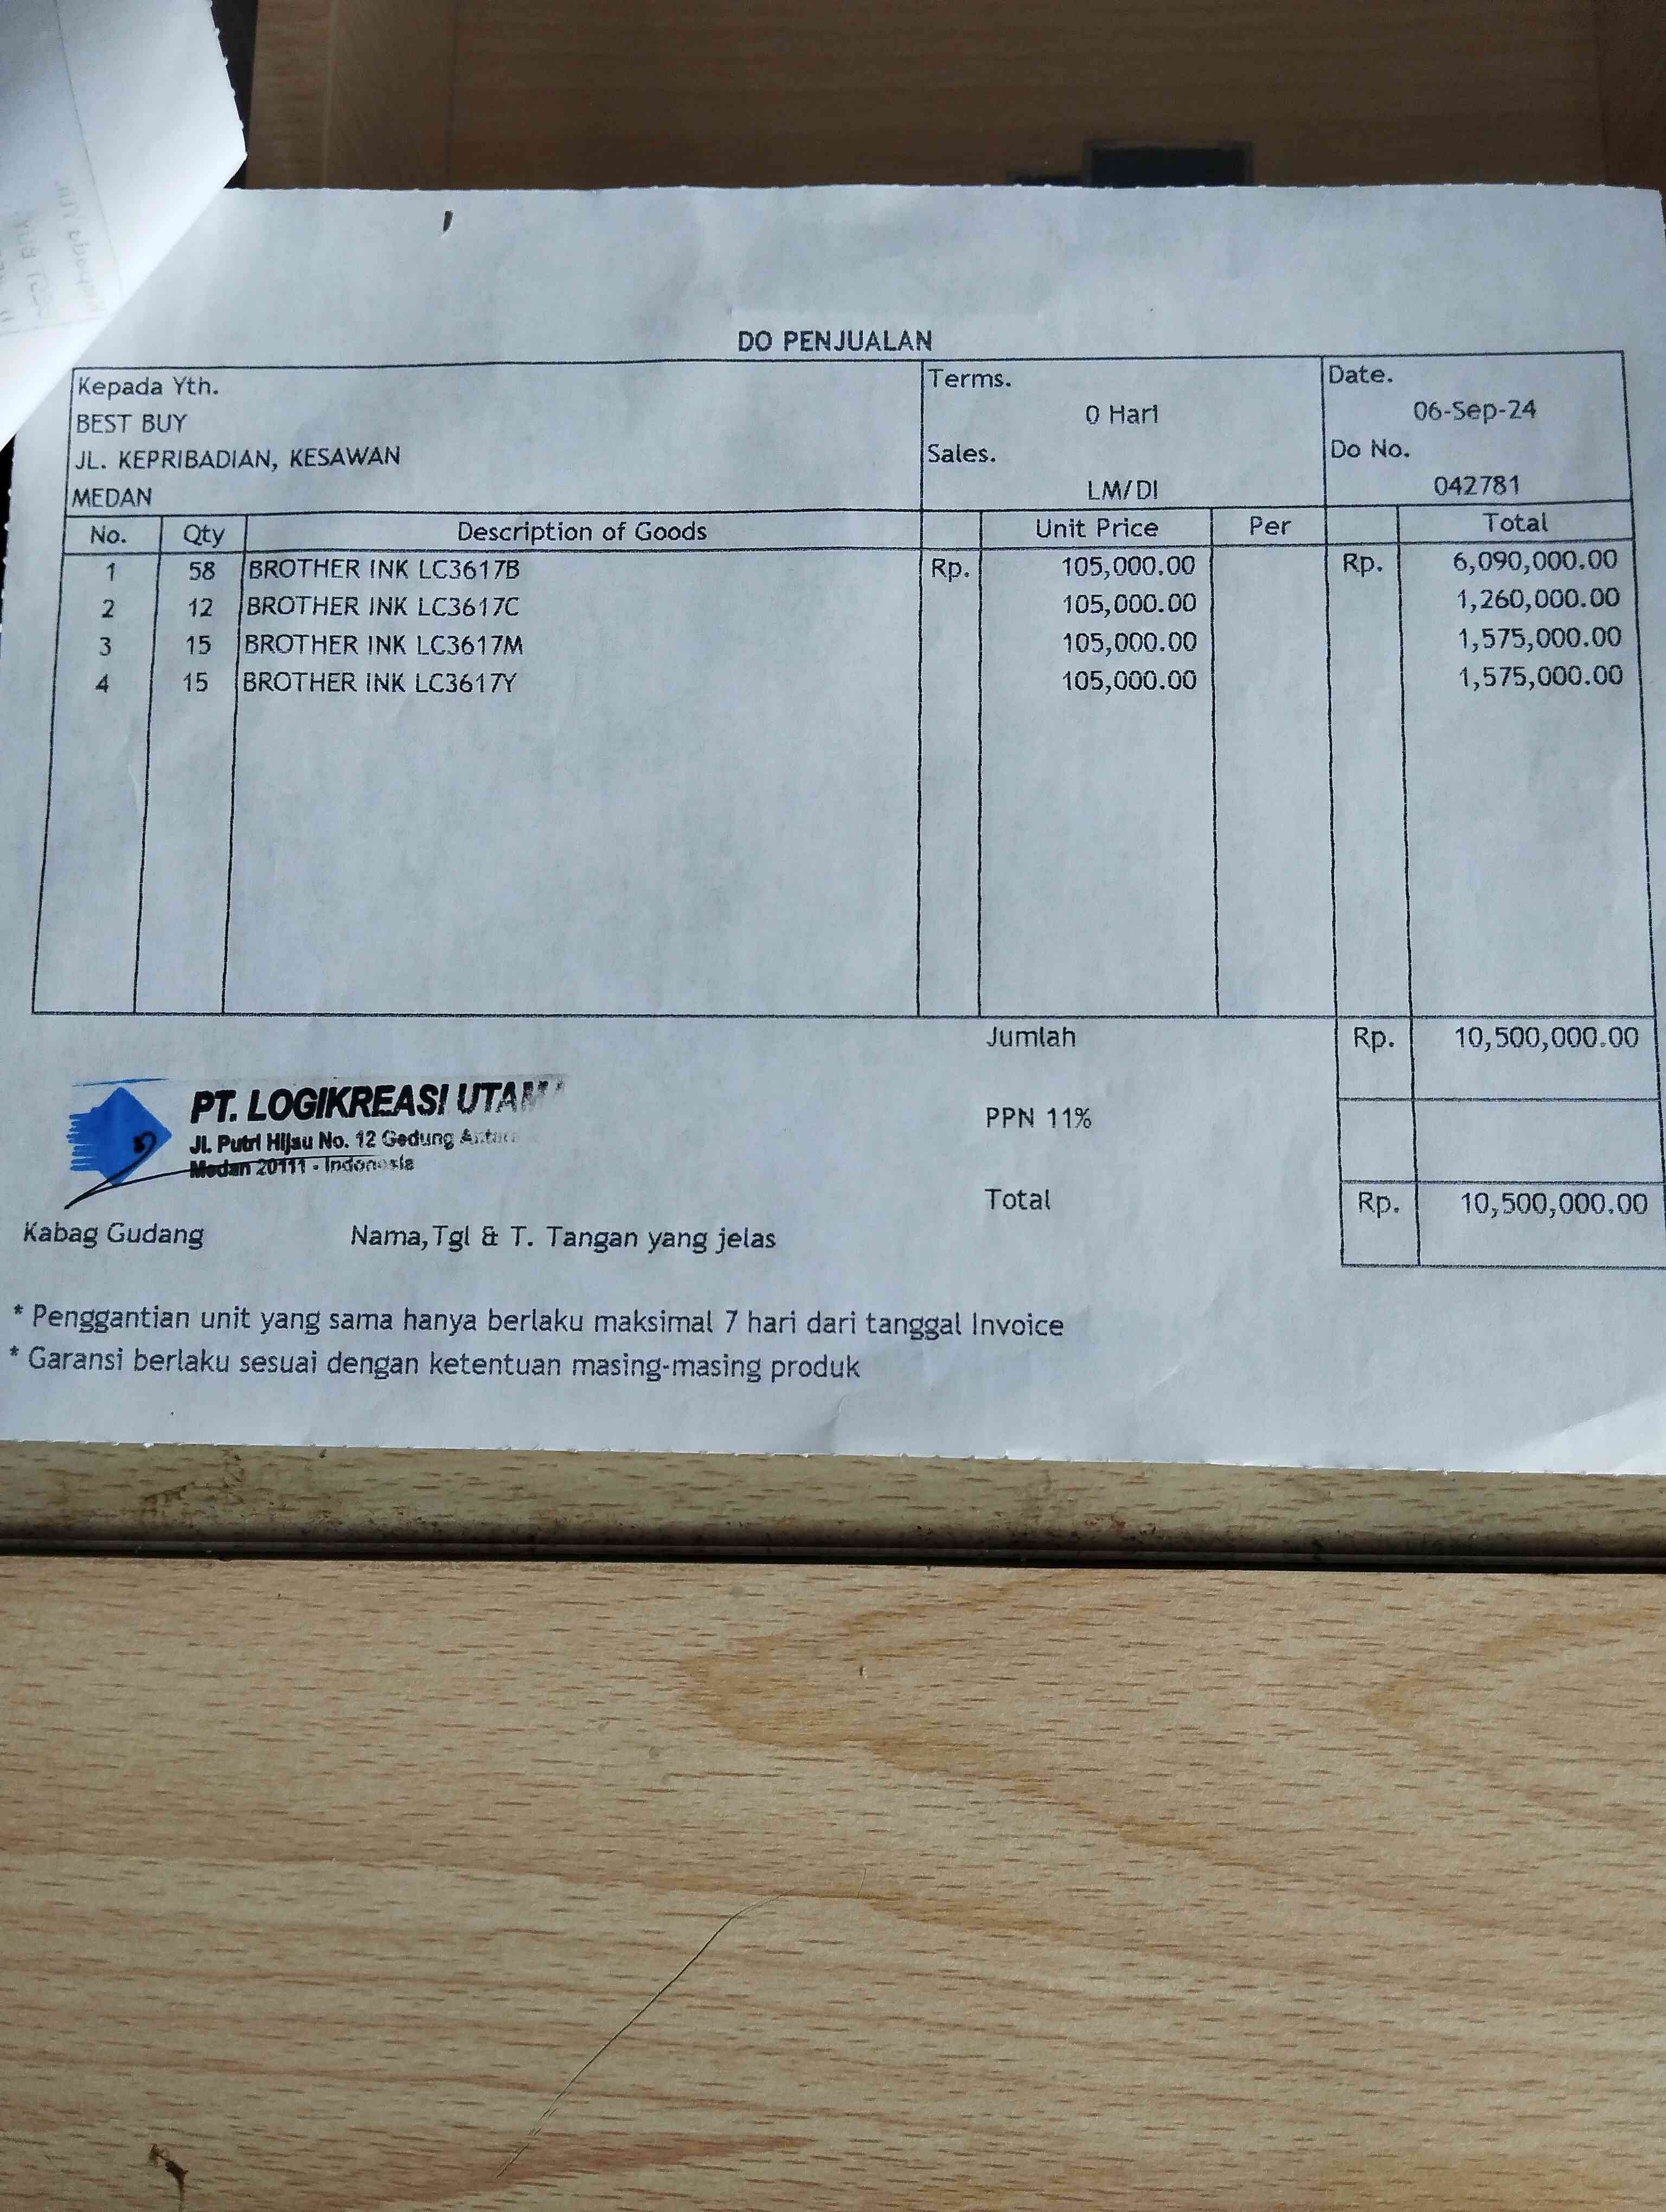 DO PENJUALAN
Kepada Yth.
BEST BUY
JL. KEPRIBADIAN, KESAWAN
MEDAN
Terms.
0 Hari
Sales.
LM/DI
Date.
06-Sep-24
Do No.
042781
No. Qty Description of Goods Unit Price Per Total
1 58 BROTHER INK LC3617B Rp. 105,000.00 Rp. 6,090,000.00
2 12 BROTHER INK LC3617C 105,000.00 1,260,000.00
3 15 BROTHER INK LC3617M 105,000.00 1,575,000.00
4 15 BROTHER INK LC3617Y 105,000.00 1,575,000.00
Jumlah Rp. 10,500,000.00
PPN 11%
Total Rp. 10,500,000.00
PT. LOGIKREASI UTAMA
Jl. Putri Hijau No. 12 Gedung
Medan 20111 - Indonesia
Kabag Gudang Nama,Tgl & T. Tangan yang jelas
* Penggantian unit yang sama hanya berlaku maksimal 7 hari dari tanggal Invoice
* Garansi berlaku sesuai dengan ketentuan masing-masing produk